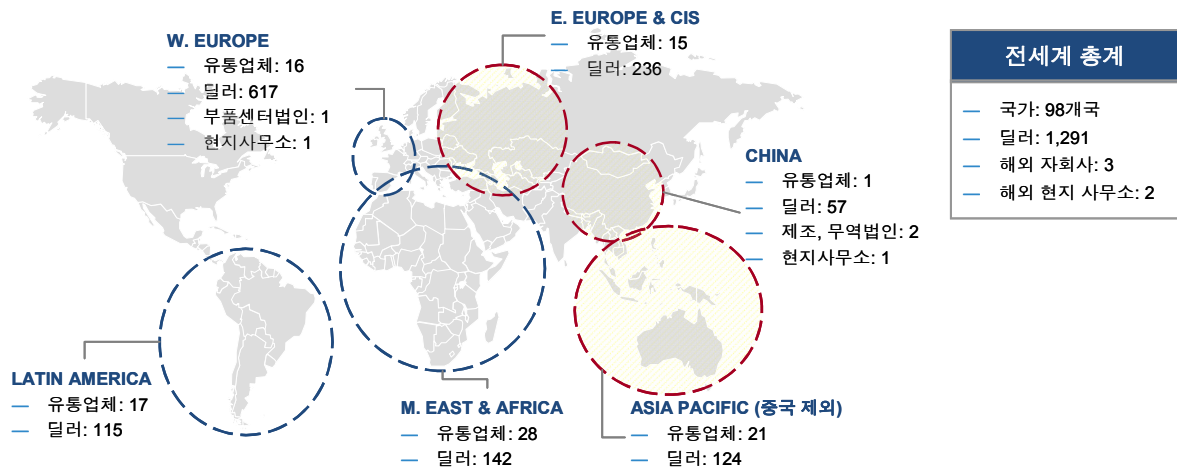 W. EUROPE
— 유통업체: 16
— 딜러: 617
— 부품센터법인: 1
— 현지사무소: 1
E. EUROPE & CIS
— 유통업체: 15
— 딜러: 236
전세계 총계
— 국가: 98개국
— 딜러: 1,291
— 해외 자회사: 3
— 해외 현지 사무소: 2
CHINA
— 유통업체: 1
— 딜러: 57
— 제조, 무역법인: 2
— 현지사무소: 1
LATIN AMERICA
— 유통업체: 17
— 딜러: 115
M. EAST & AFRICA
— 유통업체: 28
— 딜러: 142
ASIA PACIFIC (중국 제외)
— 유통업체: 21
— 딜러: 124